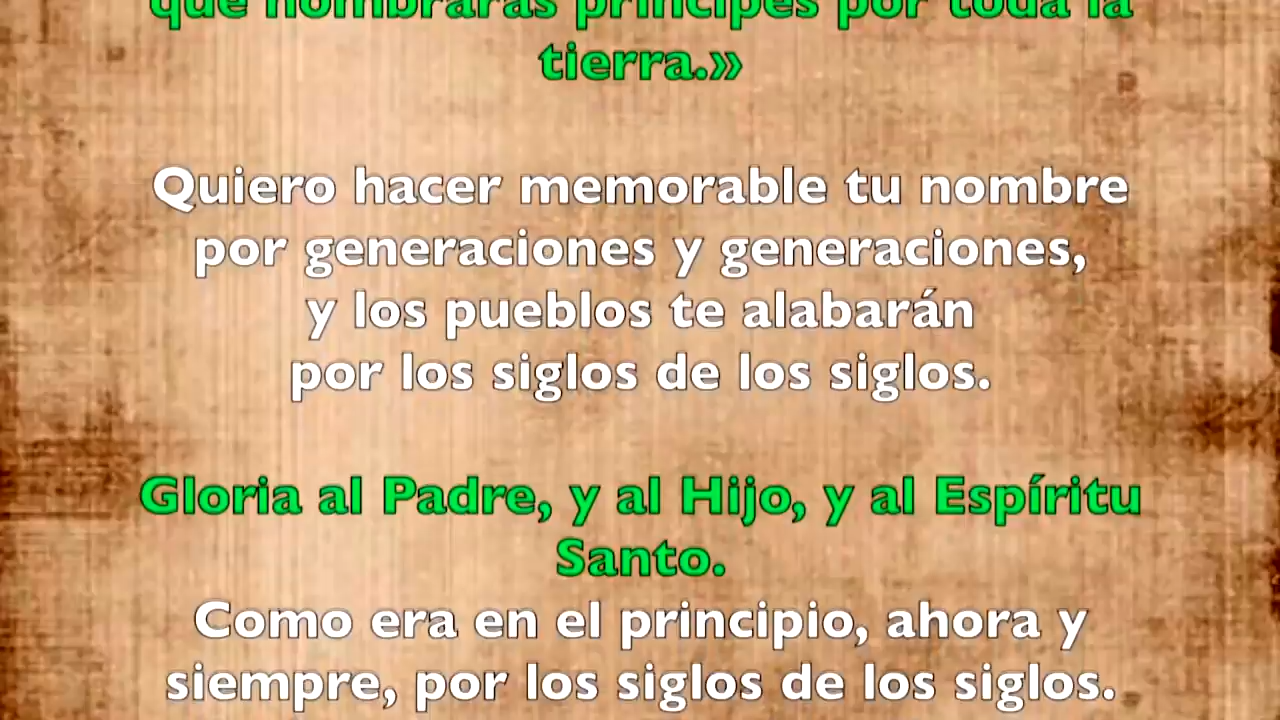 que nombrarás príncipes por toda la
tierra.»
Quiero hacer memorable tu nombre
por generaciones y generaciones,
y los pueblos te alabarán
por los siglos de los siglos.
Gloria al Padre, y al Hijo, y al Espíritu
Santo.
Como era en el principio, ahora y
siempre, por los siglos de los siglos.